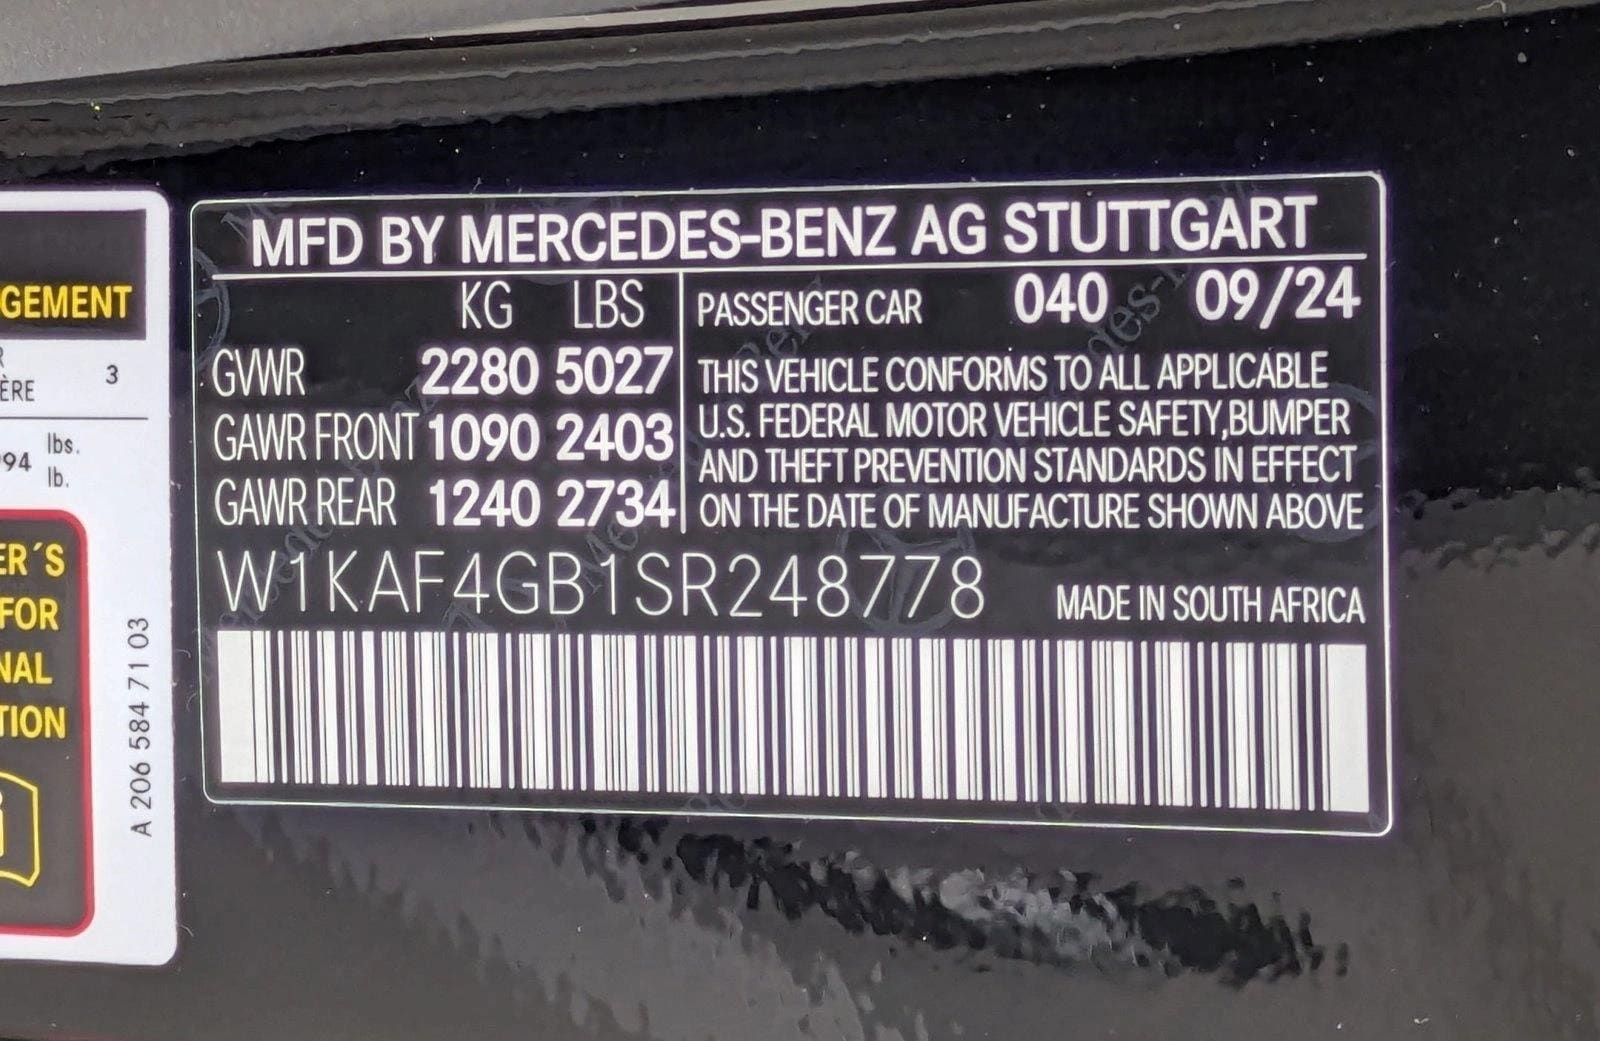 GEMENT
ÈRE 3
94 lbs.
lb.
ER´S
FOR
NAL
TION
A 206 584 71 03
MFD BY MERCEDES-BENZ AG STUTTGART
KG LBS
GVWR 2280 5027
GAWR FRONT 1090 2403
GAWR REAR 1240 2734
PASSENGER CAR 040 09/24
THIS VEHICLE CONFORMS TO ALL APPLICABLE
U.S. FEDERAL MOTOR VEHICLE SAFETY,BUMPER
AND THEFT PREVENTION STANDARDS IN EFFECT
ON THE DATE OF MANUFACTURE SHOWN ABOVE
W1KAF4GB1SR248778
MADE IN SOUTH AFRICA